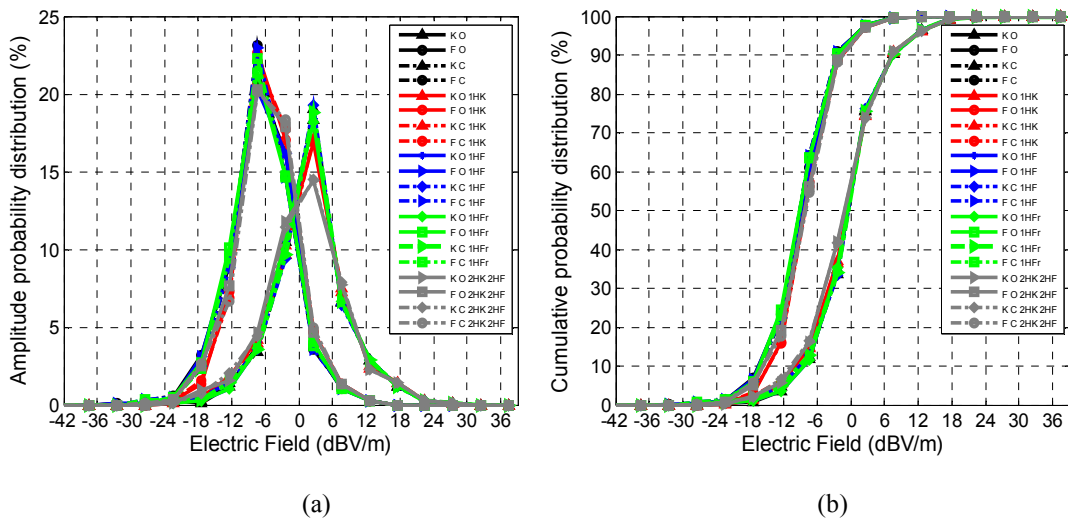 Amplitude probability distribution (%)
25
20
15
10
5
0
-42 -36 -30 -24 -18 -12 -6 0 6 12 18 24 30 36
Electric Field (dBV/m)
K O
F O
K C
F C
K O 1HK
F O 1HK
K C 1HK
F C 1HK
K O 1HF
F O 1HF
K C 1HF
F C 1HF
K O 1HFr
F O 1HFr
K C 1HFr
F C 1HFr
K O 2HK 2HF
F O 2HK 2HF
K C 2HK 2HF
F C 2HK 2HF
(a)
Cumulative probability distribution (%)
100
90
80
70
60
50
40
30
20
10
0
-42 -36 -30 -24 -18 -12 -6 0 6 12 18 24 30 36
Electric Field (dBV/m)
K O
F O
K C
F C
K O 1HK
F O 1HK
K C 1HK
F C 1HK
K O 1HF
F O 1HF
K C 1HF
F C 1HF
K O 1HFr
F O 1HFr
K C 1HFr
F C 1HFr
K O 2HK 2HF
F O 2HK 2HF
K C 2HK 2HF
F C 2HK 2HF
(b)